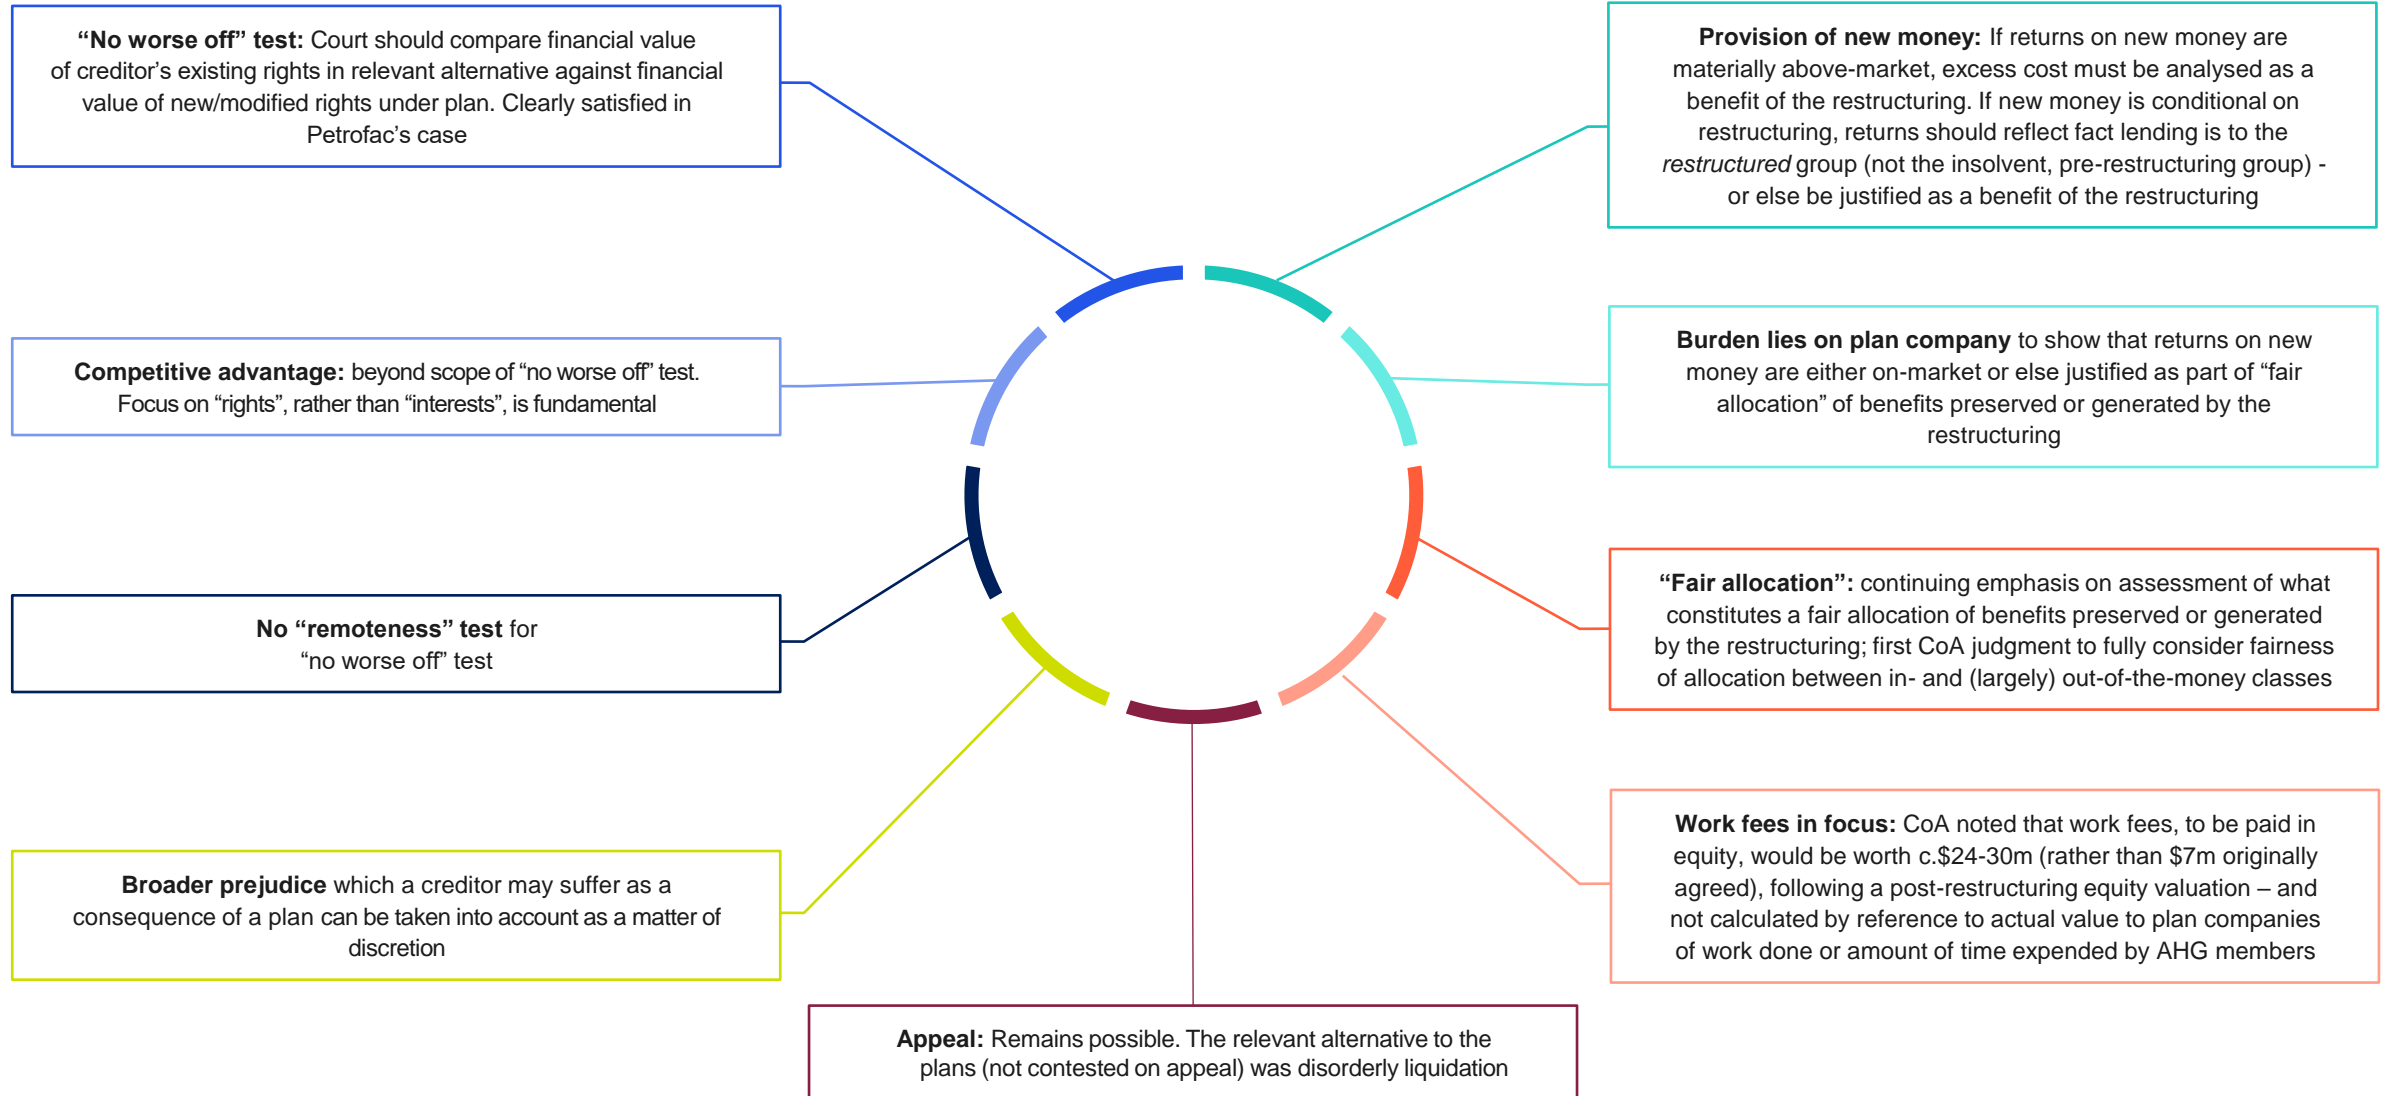 “No worse off” test: Court should compare financial value
of creditor’s existing rights in relevant alternative against financial
value of new/modified rights under plan. Clearly satisfied in
Petrofac’s case
Competitive advantage: beyond scope of “no worse off” test.
Focus on “rights”, rather than “interests”, is fundamental
No “remoteness” test for
“no worse off” test
Broader prejudice which a creditor may suffer as a
consequence of a plan can be taken into account as a matter of
discretion
Appeal: Remains possible. The relevant alternative to the
plans (not contested on appeal) was disorderly liquidation
Provision of new money: If returns on new money are
materially above-market, excess cost must be analysed as a
benefit of the restructuring. If new money is conditional on
restructuring, returns should reflect fact lending is to the
restructured group (not the insolvent, pre-restructuring group) -
or else be justified as a benefit of the restructuring
Burden lies on plan company to show that returns on new
money are either on-market or else justified as part of “fair
allocation” of benefits preserved or generated by the
restructuring
“Fair allocation”: continuing emphasis on assessment of what
constitutes a fair allocation of benefits preserved or generated
by the restructuring; first CoA judgment to fully consider fairness
of allocation between in- and (largely) out-of-the-money classes
Work fees in focus: CoA noted that work fees, to be paid in
equity, would be worth c.$24-30m (rather than $7m originally
agreed), following a post-restructuring equity valuation – and
not calculated by reference to actual value to plan companies
of work done or amount of time expended by AHG members